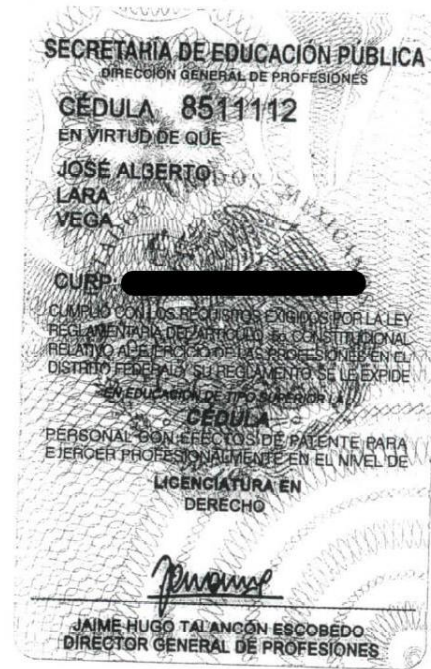 SECRETARÍA DE EDUCACIÓN PÚBLICA
DIRECCIÓN GENERAL DE PROFESIONES
CÉDULA 8511112
EN VIRTUD DE QUE
JOSÉ ALBERTO
LARA
VEGA
CURP:
CUMPLIÓ CON LOS REQUISITOS EXIGIDOS POR LA LEY
REGLAMENTARIA DEL ARTÍCULO 5o. CONSTITUCIONAL
RELATIVO AL EJERCICIO DE LAS PROFESIONES EN EL
DISTRITO FEDERAL Y SU REGLAMENTO SE LE EXPIDE
EN EDUCACIÓN DE TIPO SUPERIOR LA
CÉDULA
PERSONAL CON EFECTOS DE PATENTE PARA
EJERCER PROFESIONALMENTE EN EL NIVEL DE
LICENCIATURA EN
DERECHO
JAIME HUGO TALANCÓN ESCOBEDO
DIRECTOR GENERAL DE PROFESIONES